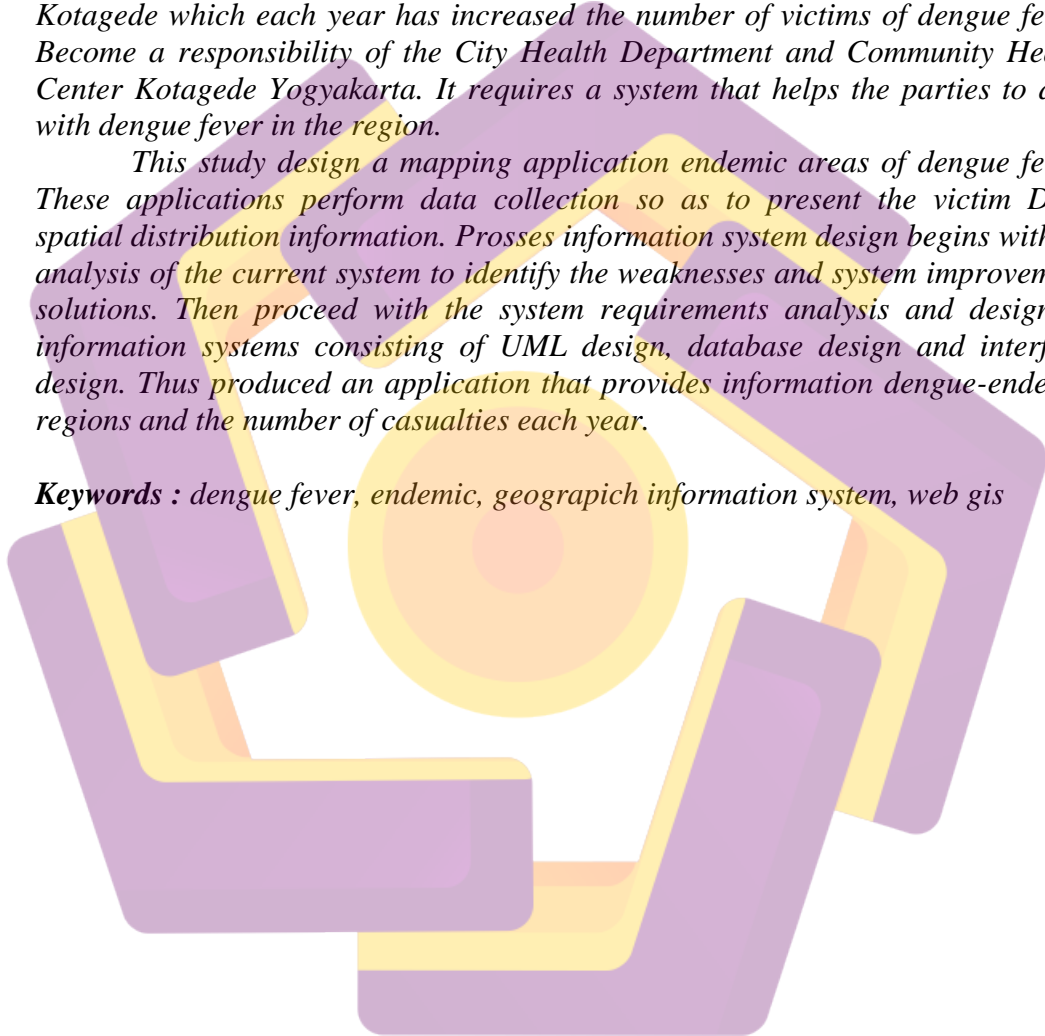 Kotagede which each year has increased the number of victims of dengue fe
Become a responsibility of the City Health Department and Community He
Center Kotagede Yogyakarta. It requires a system that helps the parties to
with dengue fever in the region.
This study design a mapping application endemic areas of dengue fe
These applications perform data collection so as to present the victim D
spatial distribution information. Prosses information system design begins with
analysis of the current system to identify the weaknesses and system improvem
solutions. Then proceed with the system requirements analysis and design
information systems consisting of UML design, database design and interf
design. Thus produced an application that provides information dengue-ende
regions and the number of casualties each year.
Keywords : dengue fever, endemic, geograpich information system, web gis